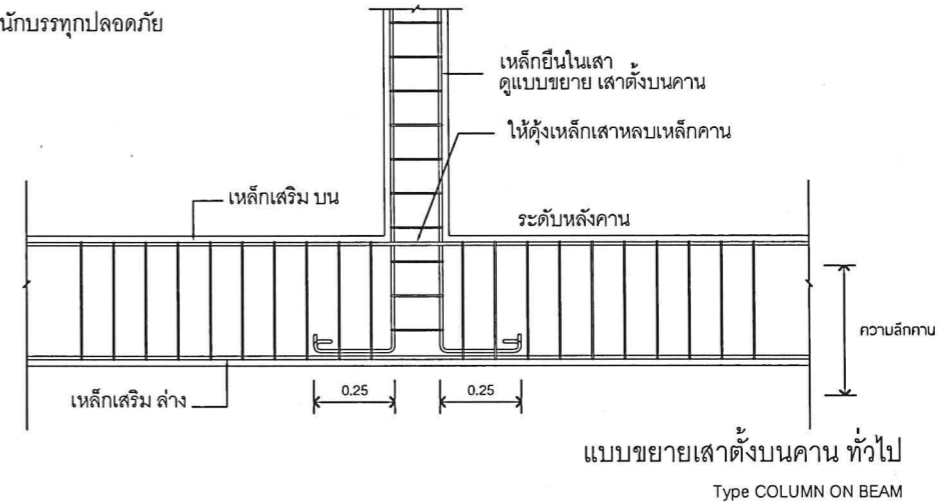 นักบรรทุกปลอดภัย
เหล็กยืนในเสา
ดูแบบขยาย เสาตั้งบนคาน
ให้ดุ้งเหล็กเสาหลบเหล็กคาน
เหล็กเสริม บน
ระดับหลังคาน
ความลึกคาน
0.25
0.25
เหล็กเสริม ล่าง
แบบขยายเสาตั้งบนคาน ทั่วไป
Type COLUMN ON BEAM